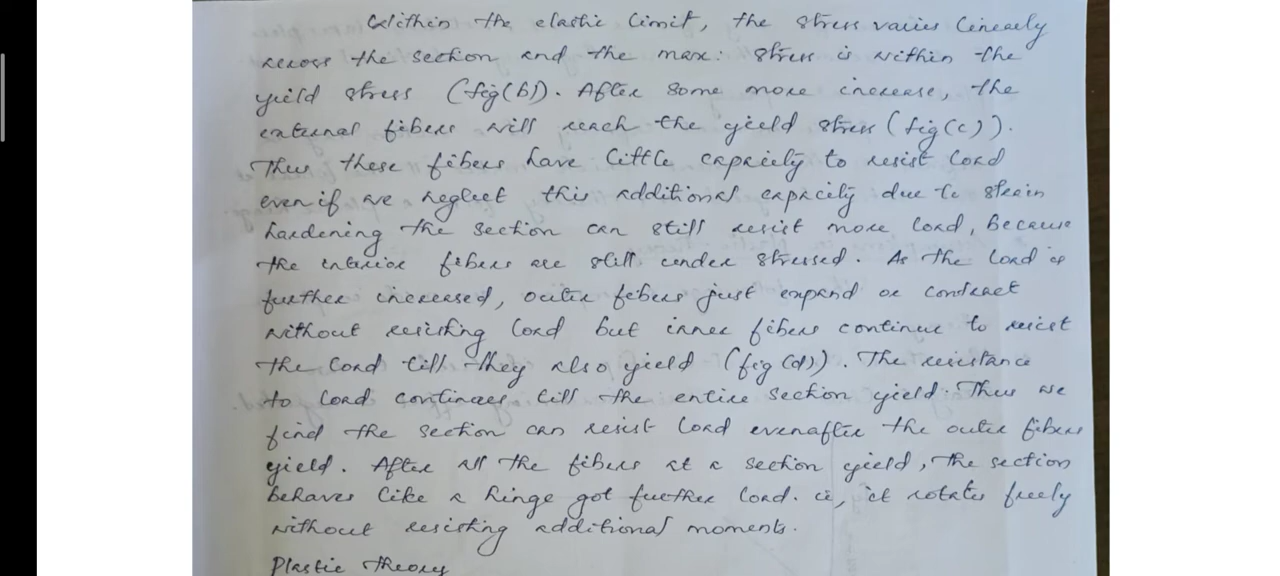 Within the elastic limit, the stress varies linearly
across the section and the max: stress is within the
yield stress (fig(b)). After some more increase, the
external fibers will reach the yield stress (fig(c)).
Thus these fibers have little capacity to resist load
even if we neglect this additional capacity due to strain
hardening the section can still resist more load, because
the interior fibers are still under stressed. As the load is
further increased, outer fibers just expand or contract
without resisting load but inner fibers continue to resist
the load till they also yield (fig (d)). The resistance
to load continues till the entire section yield. Thus we
find the section can resist load evenafter the outer fibers
yield. After all the fibers at a section yield, the section
behaves like a hinge got further load. ie, it rotates freely
without resisting additional moments.
Plastic theory